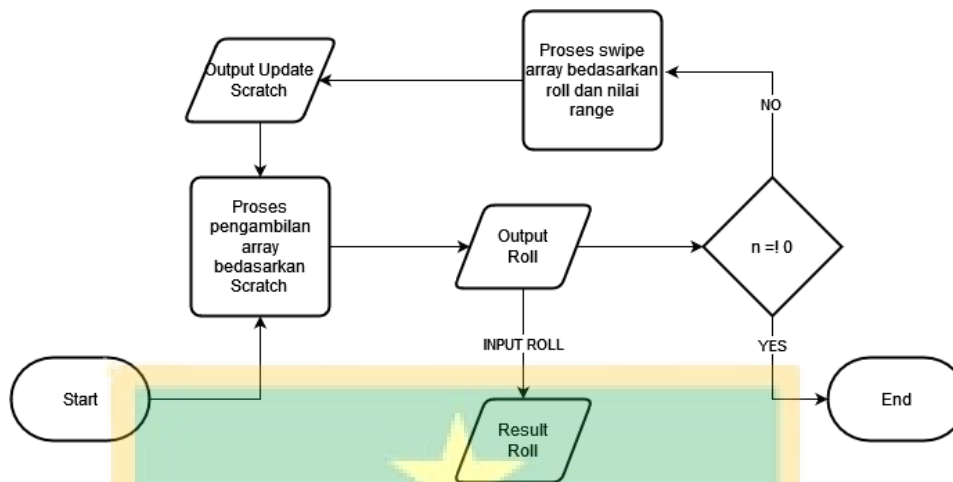 Output Update
Scratch
Proses swipe
array bedasarkan
roll dan nilai
range
NO
Proses
pengambilan
array
bedasarkan
Scratch
Output
Roll
n =! 0
INPUT ROLL
YES
Start
Result
Roll
End